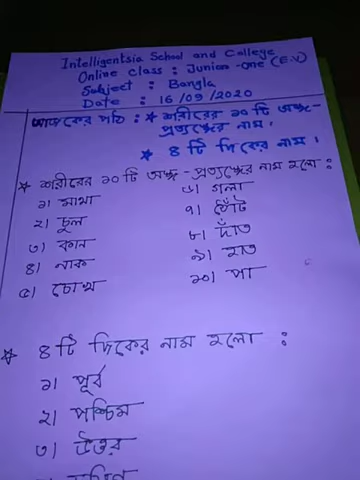 Intelligentsia School and College
Online class : Junior-one (E.V)
Subject : Bangla
Date : 16/09/2020
আজকের পাঠ : * শরীরের ১০ টি অঙ্গ-
প্রত্যঙ্গের নাম,
* ৪ টি দিকের নাম।
* শরীরের ১০ টি অঙ্গ - প্রত্যঙ্গের নাম হলো :
১। মাথা
২। চুল
৩। কান
৪। নাক
৫। চোখ
৬। গলা
৭। ঠোঁট
৮। দাঁত
৯। হাত
১০। পা
* ৪ টি দিকের নাম হলো :
১। পূর্ব
২। পশ্চিম
৩। উত্তর